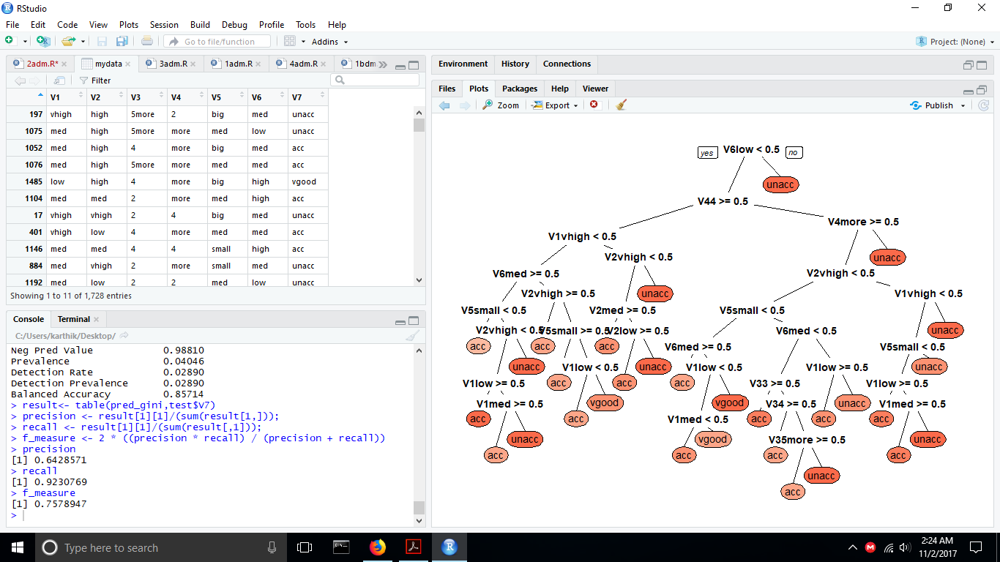 RStudio
File Edit Code View Plots Session Build Debug Profile Tools Help
Go to file/function Addins Project: (None)
2adm.R* mydata 3adm.R 1adm.R 4adm.R 1bdm
Filter
V1 V2 V3 V4 V5 V6 V7
197 vhigh high 5more 2 big med unacc
1075 med high 5more more med low unacc
1052 med high 4 more big med acc
1076 med high 5more more med med acc
1485 low high 4 more big high vgood
1104 med med 2 more med high acc
17 vhigh vhigh 2 4 big med unacc
401 vhigh low 4 more med med acc
1146 med med 4 4 small high acc
884 med vhigh 2 more small med unacc
1192 med low 2 2 med low unacc
Showing 1 to 11 of 1,728 entries
Console Terminal
C:/Users/karthik/Desktop/
Neg Pred Value 0.98810
Prevalence 0.04046
Detection Rate 0.02890
Detection Prevalence 0.02890
Balanced Accuracy 0.85714
> result<- table(pred_gini,test$V7)
> precision <- result[1][1]/(sum(result[1,]));
> recall <- result[1][1]/(sum(result[,1]));
> f_measure <- 2 * ((precision * recall) / (precision + recall))
> precision
[1] 0.6428571
> recall
[1] 0.9230769
> f_measure
[1] 0.7578947
>
Environment History Connections
Files Plots Packages Help Viewer
Zoom Export Publish
yes V6low < 0.5 no
unacc
V44 >= 0.5
V4more >= 0.5
V1vhigh < 0.5
V2vhigh < 0.5 unacc
V6med >= 0.5 V2vhigh < 0.5
V2vhigh >= 0.5 unacc V1vhigh < 0.5
V5small < 0.5 V2med >= 0.5 V5small < 0.5 V6med < 0.5
V2vhigh < 0.5 V5small >= 0.5 V2low >= 0.5 unacc
acc acc acc V6med >= 0.5 V5small < 0.5
unacc V1low < 0.5 unacc V1low < 0.5 V1low >= 0.5 unacc
V1low >= 0.5 acc acc acc V33 >= 0.5 V1low >= 0.5
V1med >= 0.5 vgood vgood V34 >= 0.5 unacc V1med >= 0.5
acc acc V1med < 0.5 acc acc acc
unacc vgood V35more >= 0.5 unacc
acc acc acc acc
unacc
acc
Type here to search
2:24 AM
11/2/2017